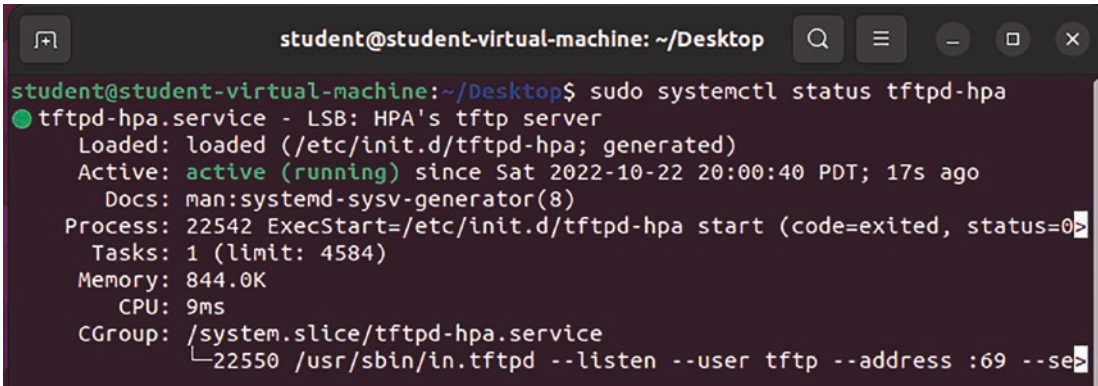 student@student-virtual-machine: ~/Desktop
student@student-virtual-machine:~/Desktop$ sudo systemctl status tftpd-hpa
tftpd-hpa.service - LSB: HPA's tftp server
Loaded: loaded (/etc/init.d/tftpd-hpa; generated)
Active: active (running) since Sat 2022-10-22 20:00:40 PDT; 17s ago
Docs: man:systemd-sysv-generator(8)
Process: 22542 ExecStart=/etc/init.d/tftpd-hpa start (code=exited, status=0>
Tasks: 1 (limit: 4584)
Memory: 844.0K
CPU: 9ms
CGroup: /system.slice/tftpd-hpa.service
└─22550 /usr/sbin/in.tftpd --listen --user tftp --address :69 --se>